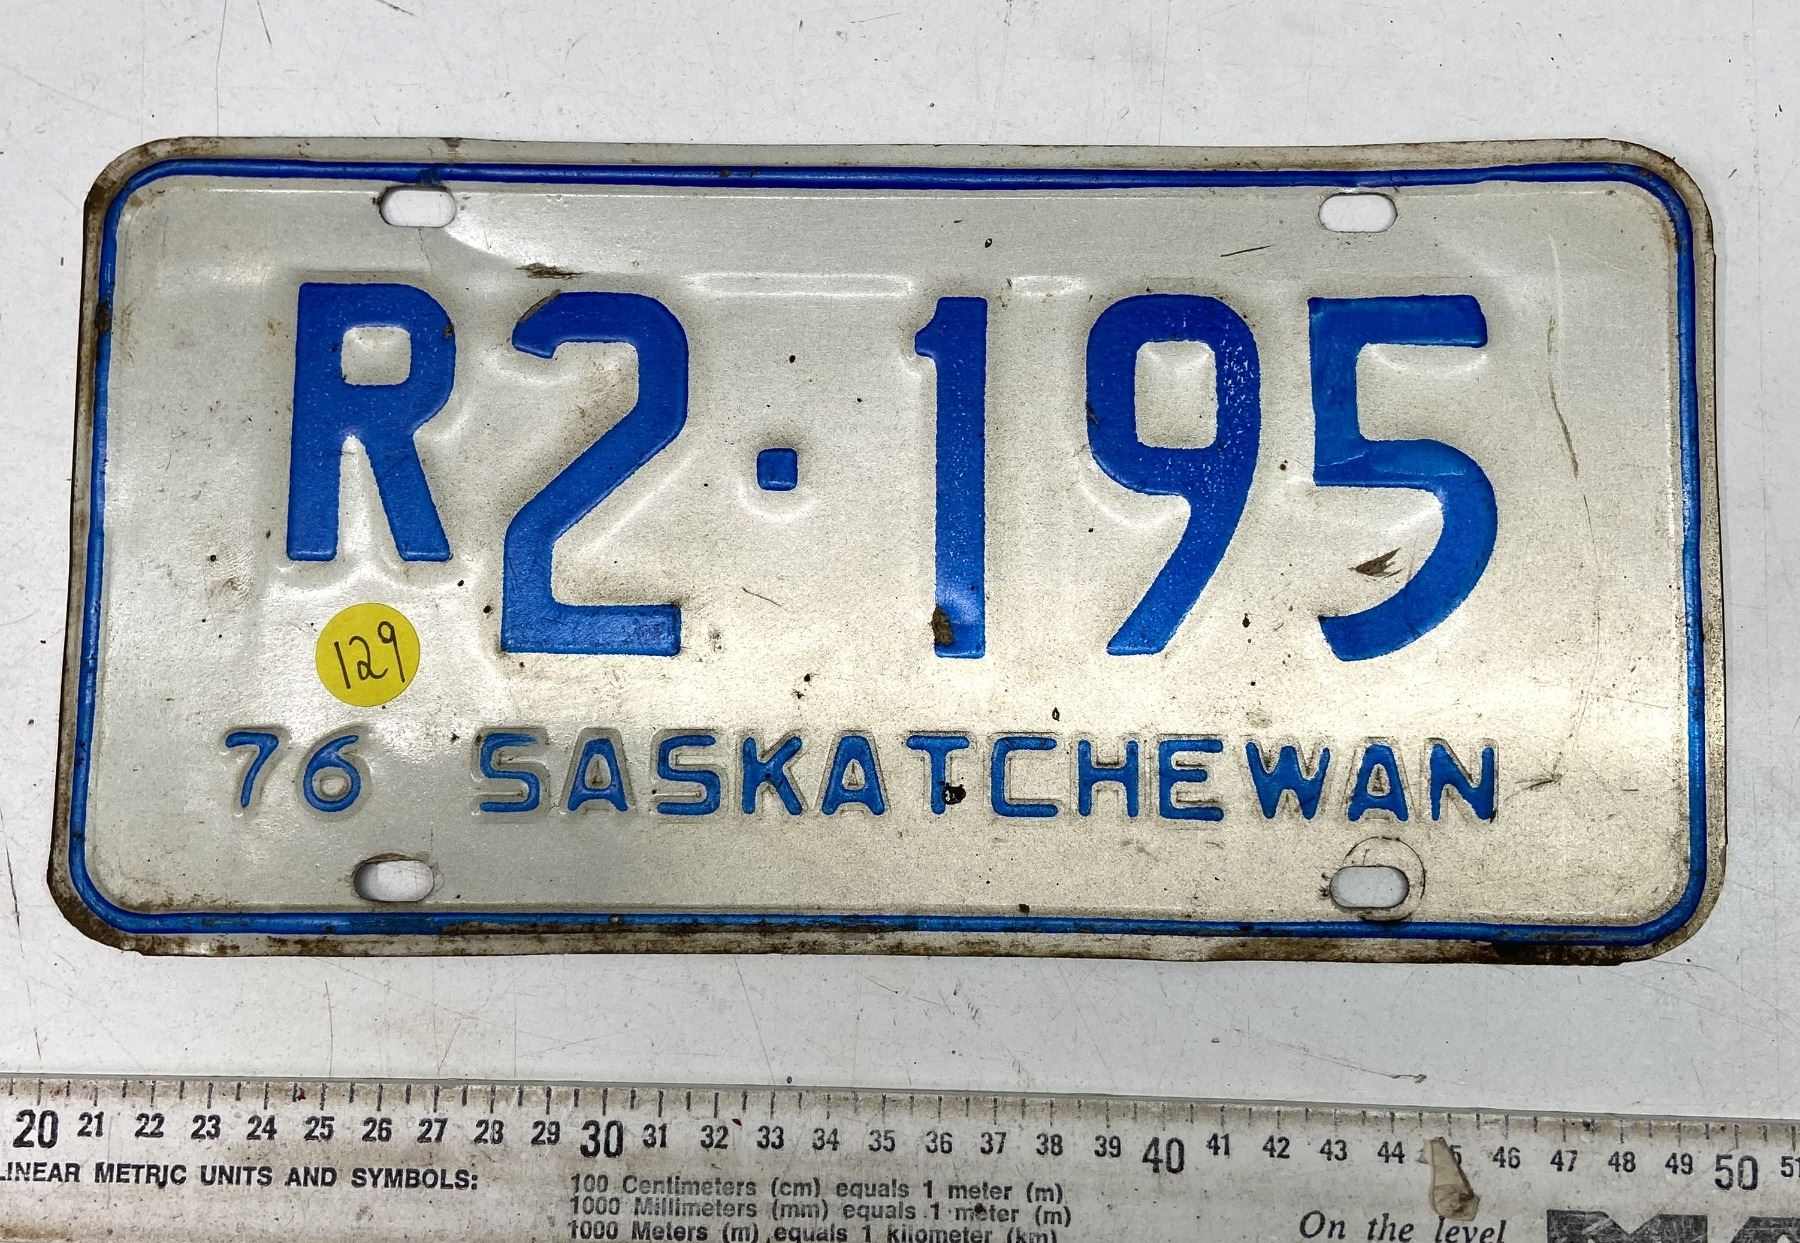 R2·195
129
76 SASKATCHEWAN
20 21 22 23 24 25 26 27 28 29 30 31 32 33 34 35 36 37 38 39 40 41 42 43 44 46 47 48 49 50 51
LINEAR METRIC UNITS AND SYMBOLS:
100 Centimeters (cm) equals 1 meter (m)
1000 Millimeters (mm) equals 1 meter (m)
1000 Meters (m) equals 1 kilometer (km)
On the level